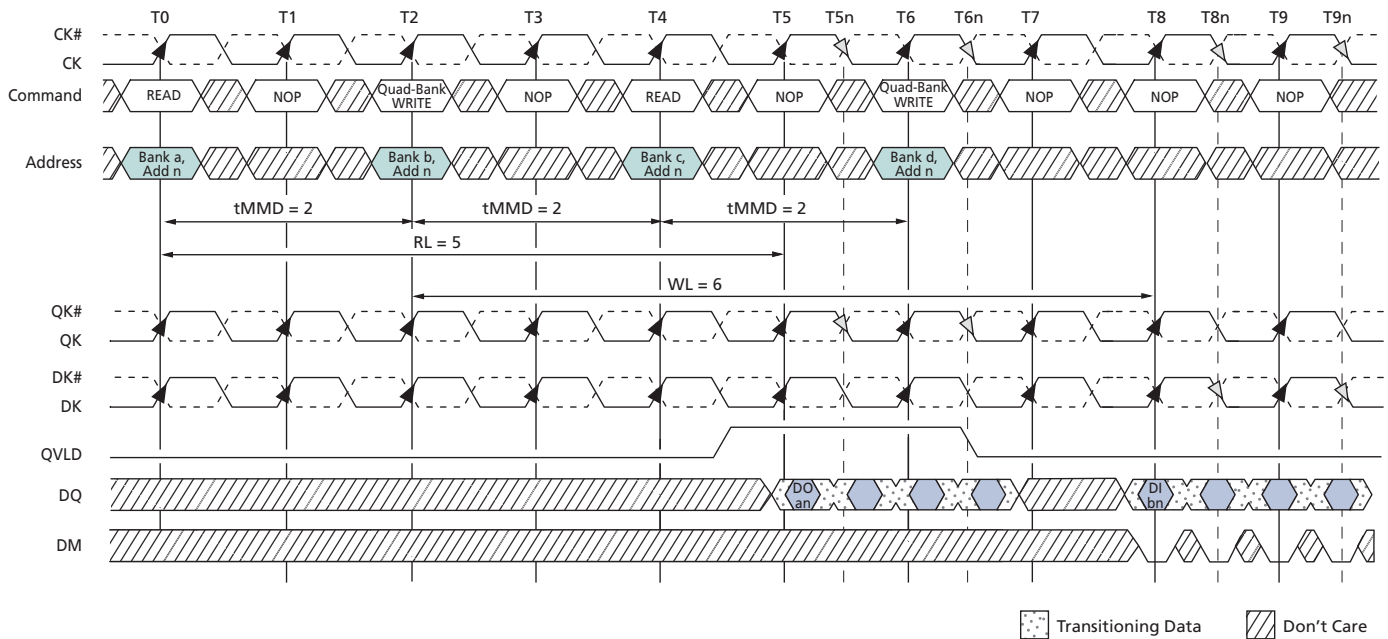 T0 T1 T2 T3 T4 T5 T5n T6 T6n T7 T8 T8n T9 T9n
CK#
CK
Command READ NOP Quad-Bank WRITE NOP READ NOP Quad-Bank WRITE NOP NOP NOP
Address Bank a, Add n Bank b, Add n Bank c, Add n Bank d, Add n
tMMD = 2 tMMD = 2 tMMD = 2
RL = 5
WL = 6
QK#
QK
DK#
DK
QVLD
DQ DO an DI bn
DM
Transitioning Data Don't Care